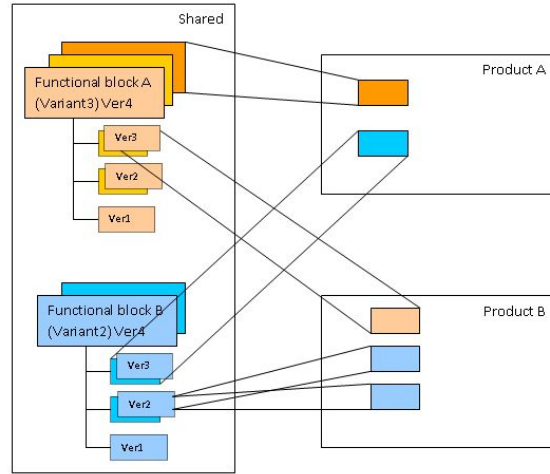 Shared
Functional block A
(Variant3) Ver4
Ver3
Ver2
Ver1
Functional block B
(Variant2) Ver4
Ver3
Ver2
Ver1
Product A
Product B